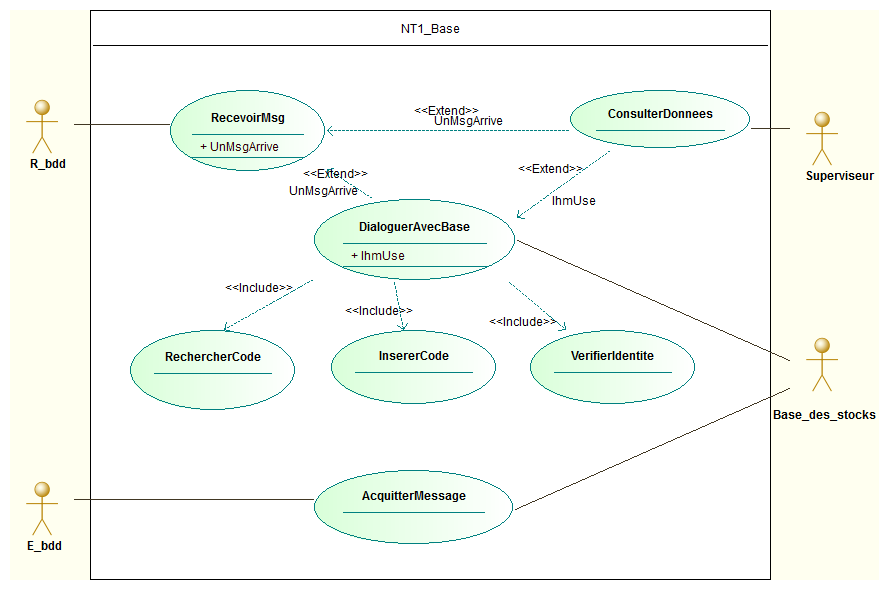 NT1_Base
RecevoirMsg
+ UnMsgArrive
<<Extend>>
UnMsgArrive
ConsulterDonnees
R_bdd
Superviseur
<<Extend>>
UnMsgArrive
<<Extend>>
IhmUse
DialoguerAvecBase
+ IhmUse
<<Include>>
<<Include>>
<<Include>>
RechercherCode
InsererCode
VerifierIdentite
Base_des_stocks
AcquitterMessage
E_bdd